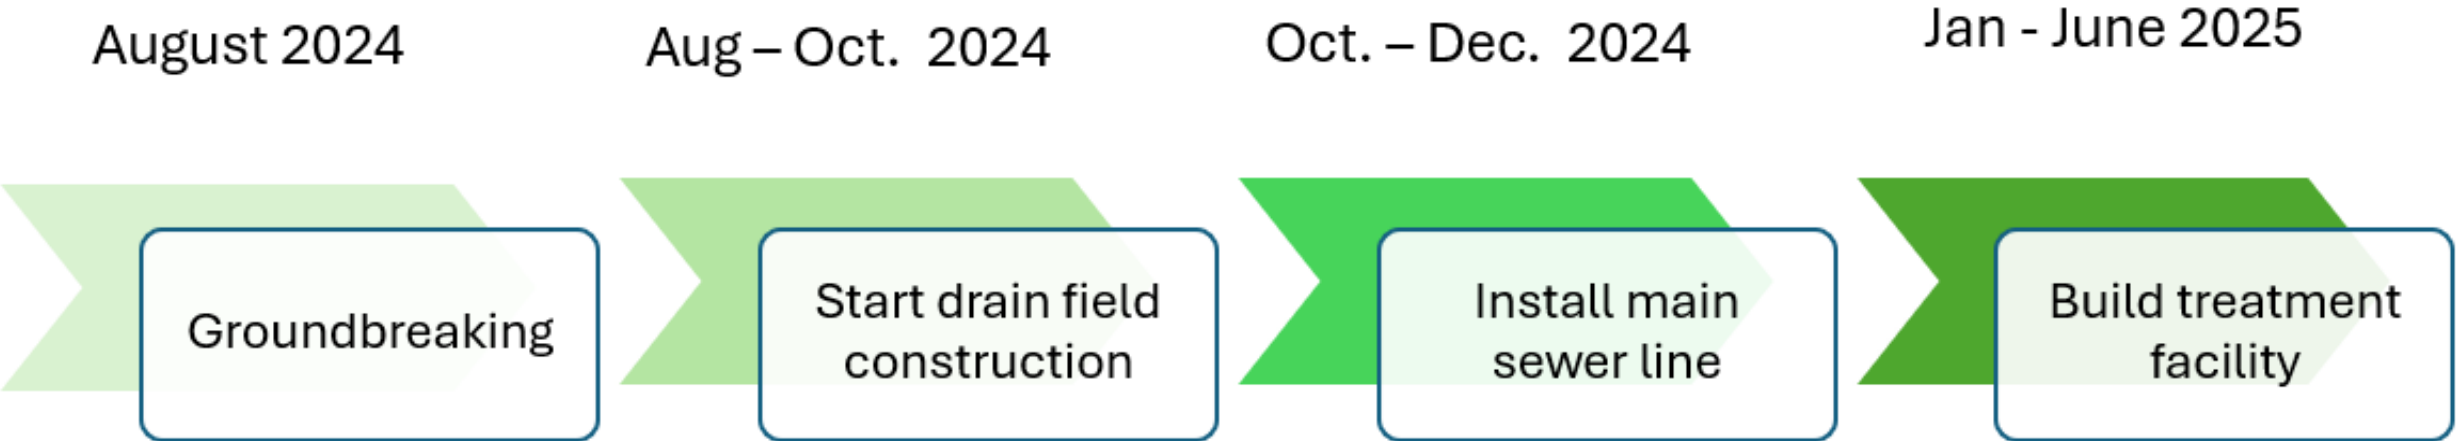 August 2024
Aug – Oct.  2024
Oct. – Dec.  2024
Jan - June 2025
Groundbreaking
Start drain field
construction
Install main
sewer line
Build treatment
facility